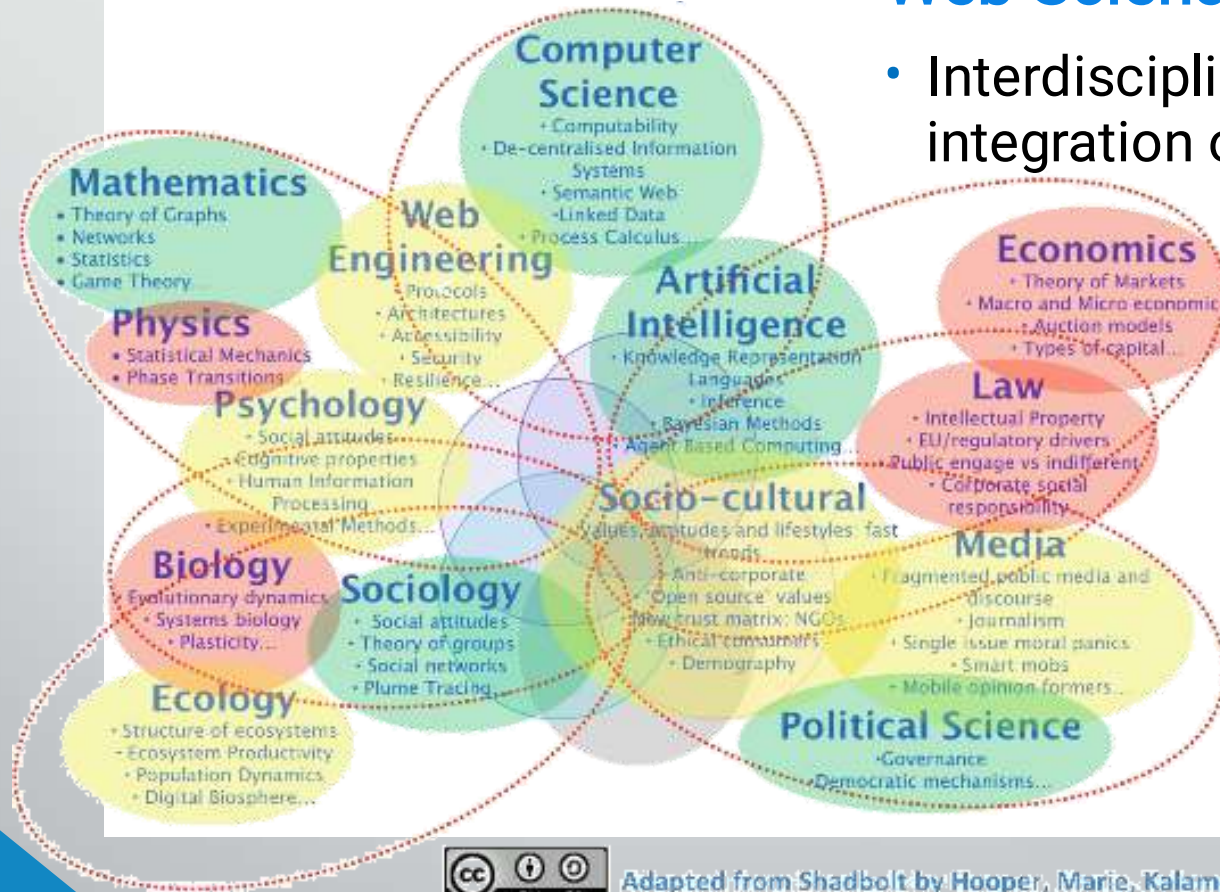 Web Scien
• Interdiscipli
integration
Computer
Science
• Computability
• De-centralised Information
Systems
• Semantic Web
•Linked Data
• Process Calculus...
Mathematics
• Theory of Graphs
• Networks
• Statistics
• Game Theory...
Web
Engineering
• Protocols
• Architectures
• Accessibility
• Security
• Resilience...
Artificial
Intelligence
• Knowledge Representation
Languages
• Inference
• Bayesian Methods
Agent Based Computing...
Economics
• Theory of Markets
• Macro and Micro economic
• Auction models
• Types of capital...
Physics
• Statistical Mechanics
• Phase Transitions...
Law
• Intellectual Property
• EU/regulatory drivers
Public engage vs indifferent
• Corporate social
responsibility
Psychology
• Social attitudes
• Cognitive properties
• Human Information
Processing
• Experimental Methods...
Socio-cultural
Values, attitudes and lifestyles: fast
trends
• Anti-corporate
• 'Open source' values
New trust matrix: NGOs
• Ethical consumers
• Demography
Media
• Fragmented public media and
discourse
• Journalism
• Single issue moral panics
• Smart mobs
• Mobile opinion formers...
Biology
• Evolutionary dynamics
• Systems biology
• Plasticity...
Sociology
• Social attitudes
• Theory of groups
• Social networks
• Plume Tracing...
Ecology
• Structure of ecosystems
• Ecosystem Productivity
• Population Dynamics
• Digital Biosphere...
Political Science
•Governance
•Democratic mechanisms...
cc
Adapted from Shadbolt by Hooper, Marie, Kalam